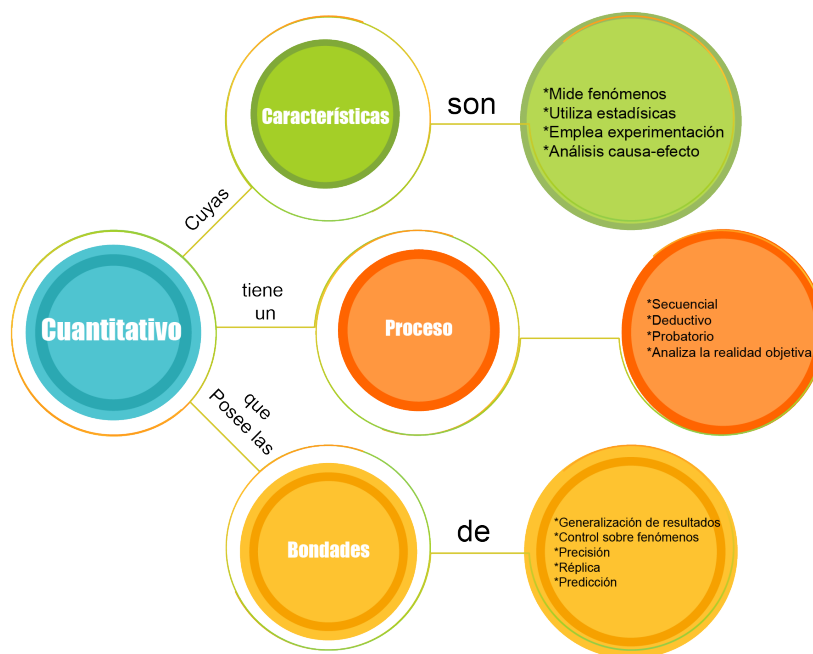 Cuantitativo
Cuyas
Características
son
*Mide fenómenos
*Utiliza estadísicas
*Emplea experimentación
*Análisis causa-efecto
tiene
un
Proceso
*Secuencial
*Deductivo
*Probatorio
*Analiza la realidad objetiva
que
Posee las
Bondades
de
*Generalización de resultados
*Control sobre fenómenos
*Precisión
*Réplica
*Predicción